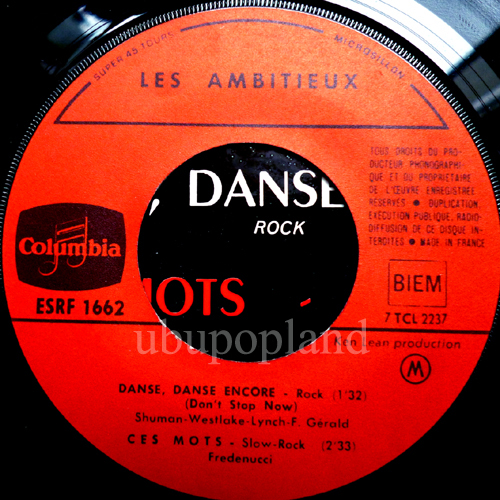 SUPER 45 TOURS
MICROSILLON
LES AMBITIEUX
TOUS DROITS DU PRO-
DUCTEUR PHONOGRAPHI-
QUE ET DU PROPRIETAIRE
DE L'ŒUVRE ENREGISTREE
RESERVES • DUPLICATION,
EXECUTION PUBLIQUE, RADIO-
DIFFUSION DE CE DISQUE IN-
TERDITES • MADE IN FRANCE
, DANSE
ROCK
MOTS -
Columbia
ESRF 1662
BIEM
7 TCL 2237
ubupopland
Ken Lean production
M
DANSE, DANSE ENCORE - Rock (1'32)
(Don't Stop Now)
Shuman-Westlake-Lynch-F. Gérald
CES MOTS - Slow-Rock (2'33)
Fredenucci